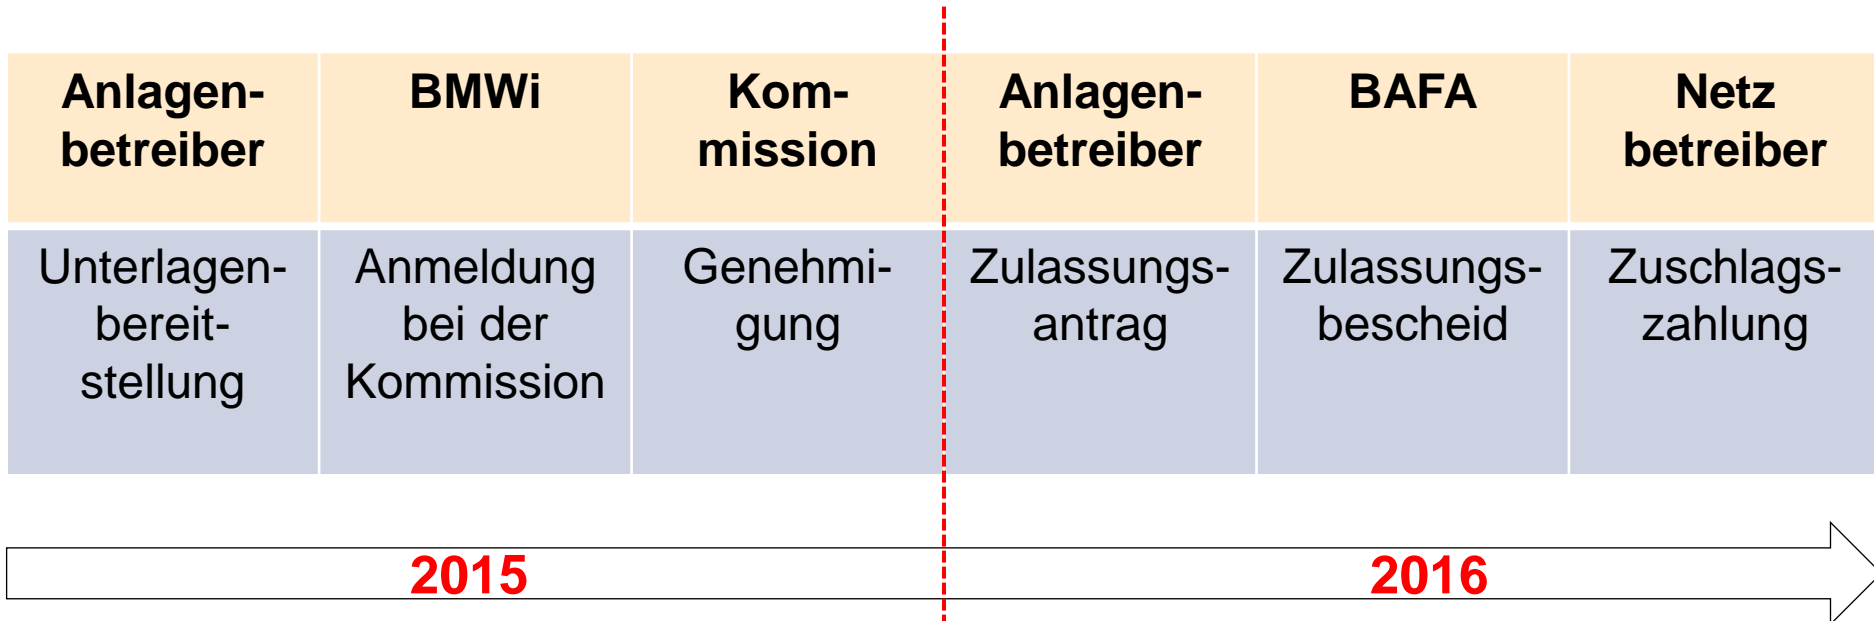 Anlagen-
betreiber
BMWi
Kom-
mission
Anlagen-
betreiber
BAFA
Netz
betreiber
Unterlagen-
bereit-
stellung
Anmeldung
bei der
Kommission
Genehmi-
gung
Zulassungs-
antrag
Zulassungs-
bescheid
Zuschlags-
zahlung
2015
2016